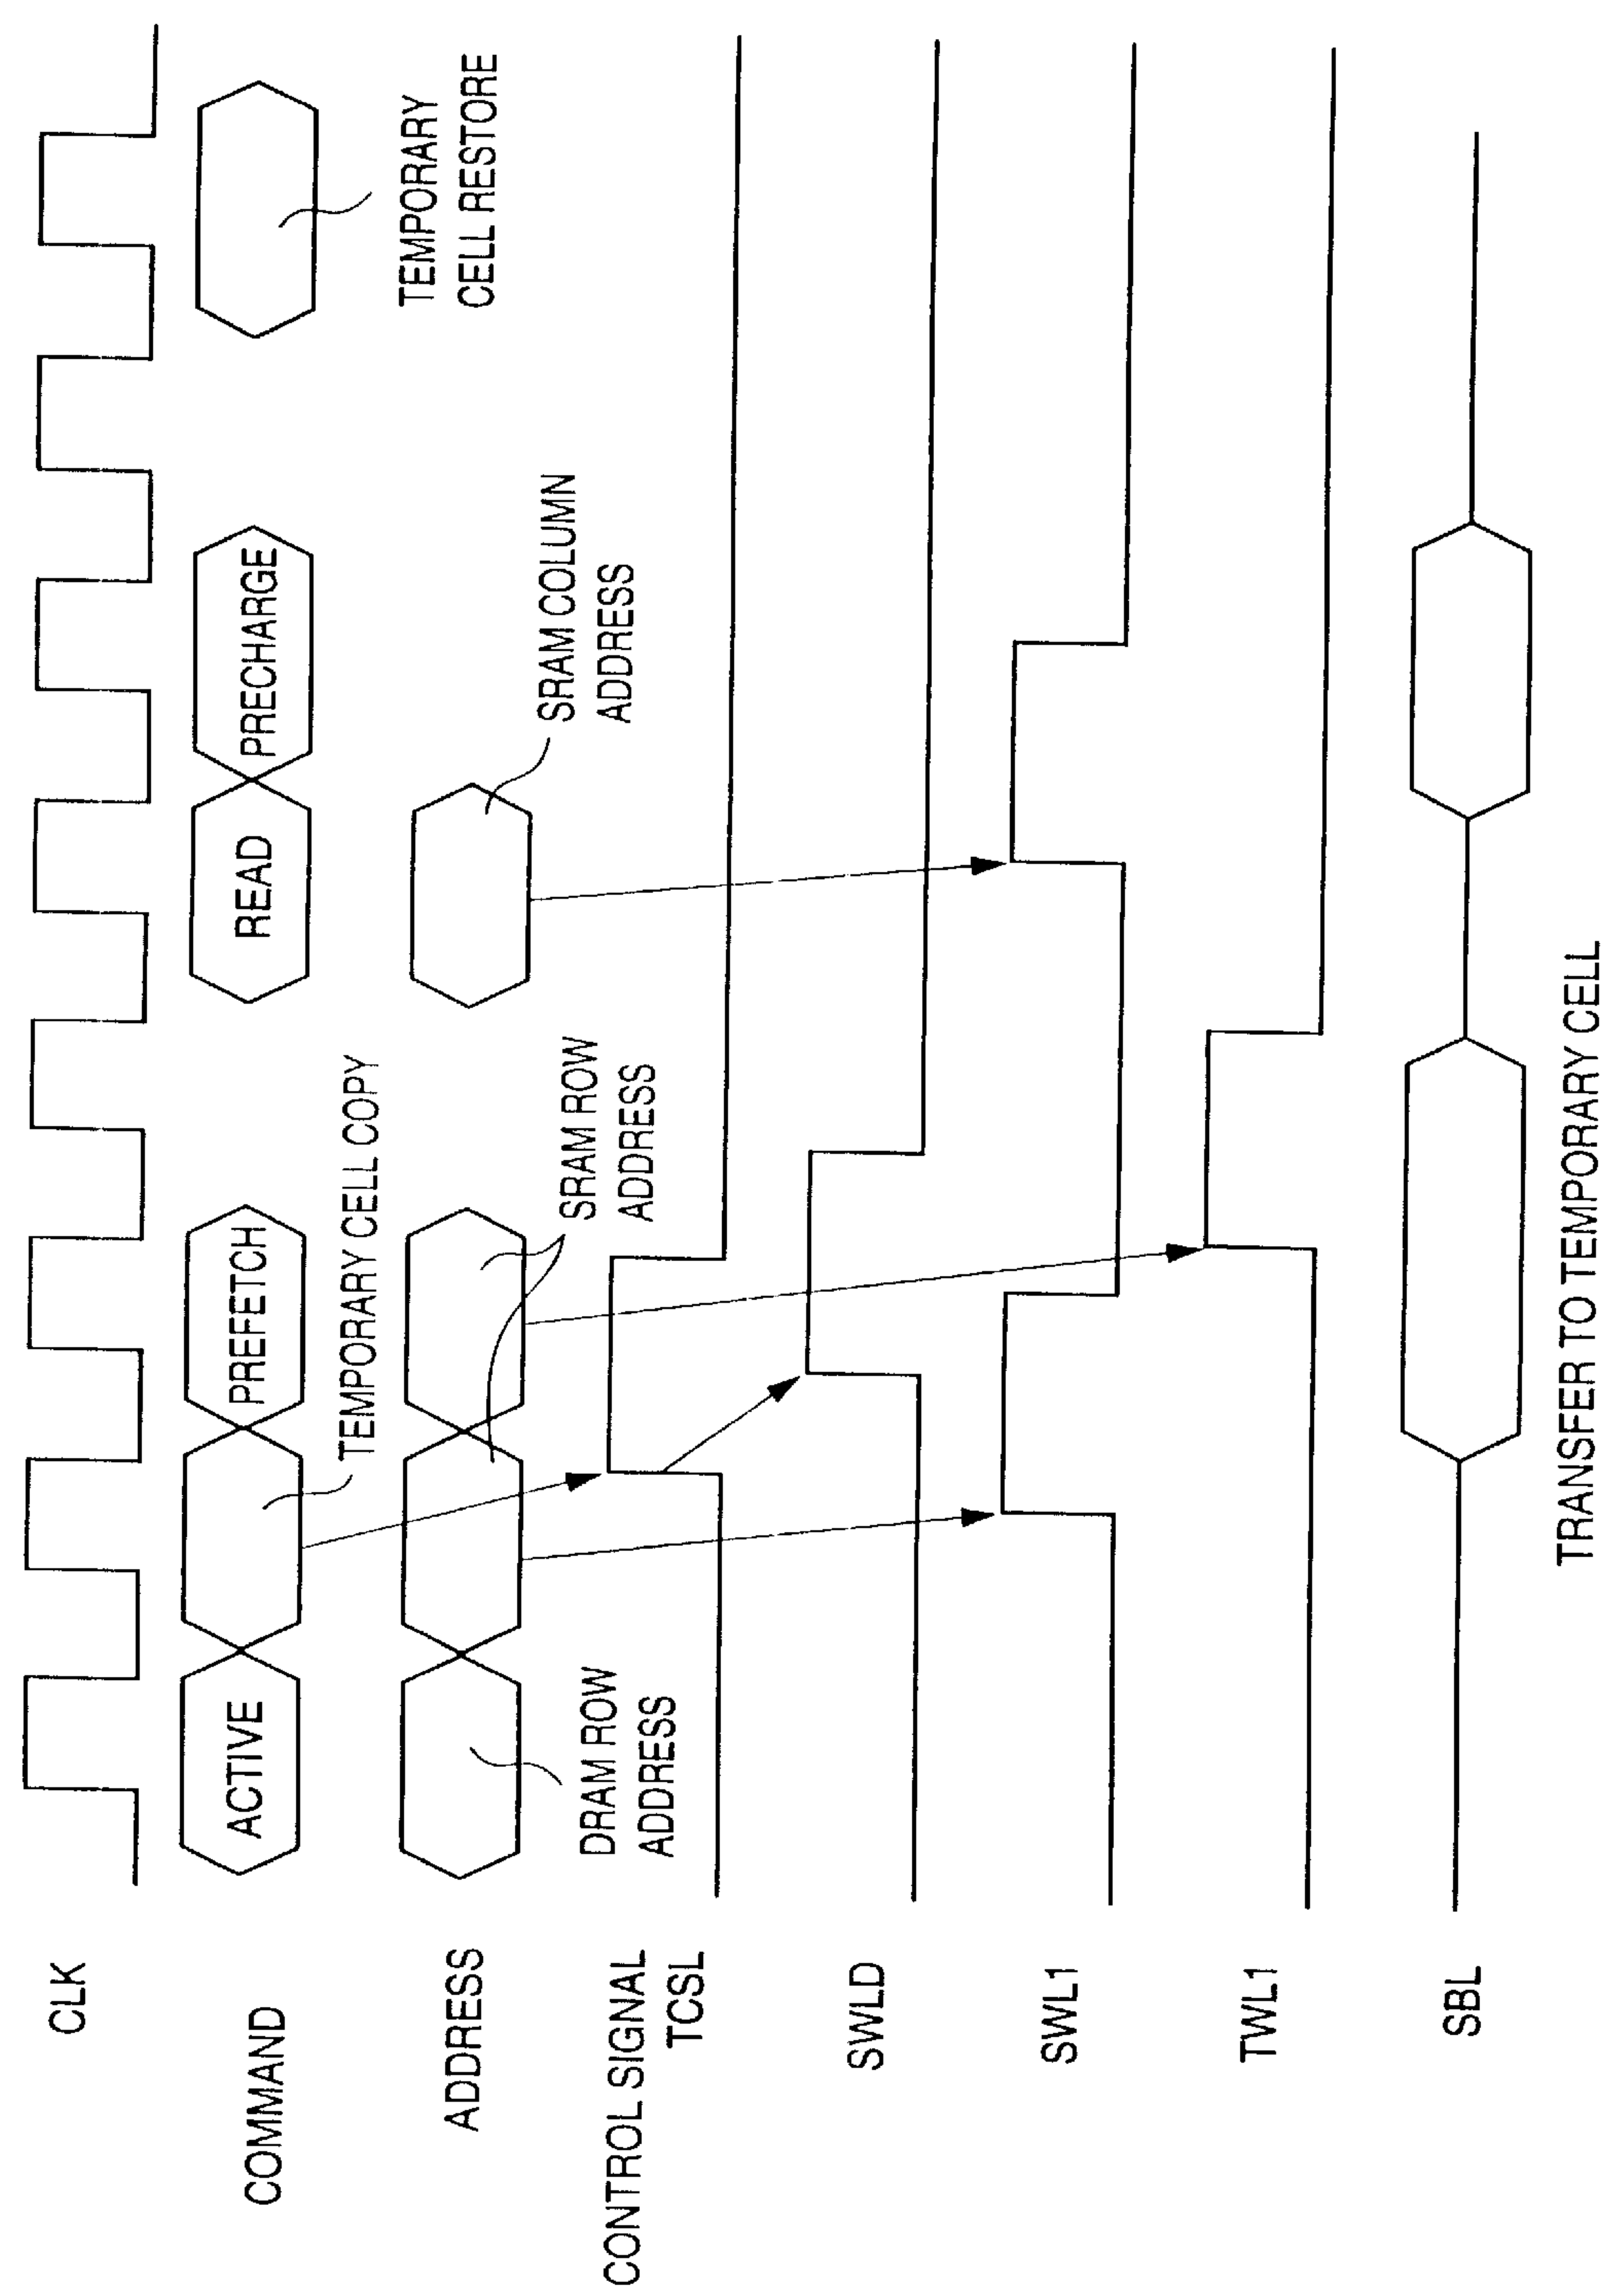 CLK
COMMAND
ACTIVE
PREFETCH
READ
PRECHARGE
TEMPORARY CELL COPY
TEMPORARY
CELL RESTORE
ADDRESS
DRAM ROW
ADDRESS
SRAM ROW
ADDRESS
SRAM COLUMN
ADDRESS
CONTROL SIGNAL
TCSL
SWLD
SWL1
TWL1
SBL
TRANSFER TO TEMPORARY CELL